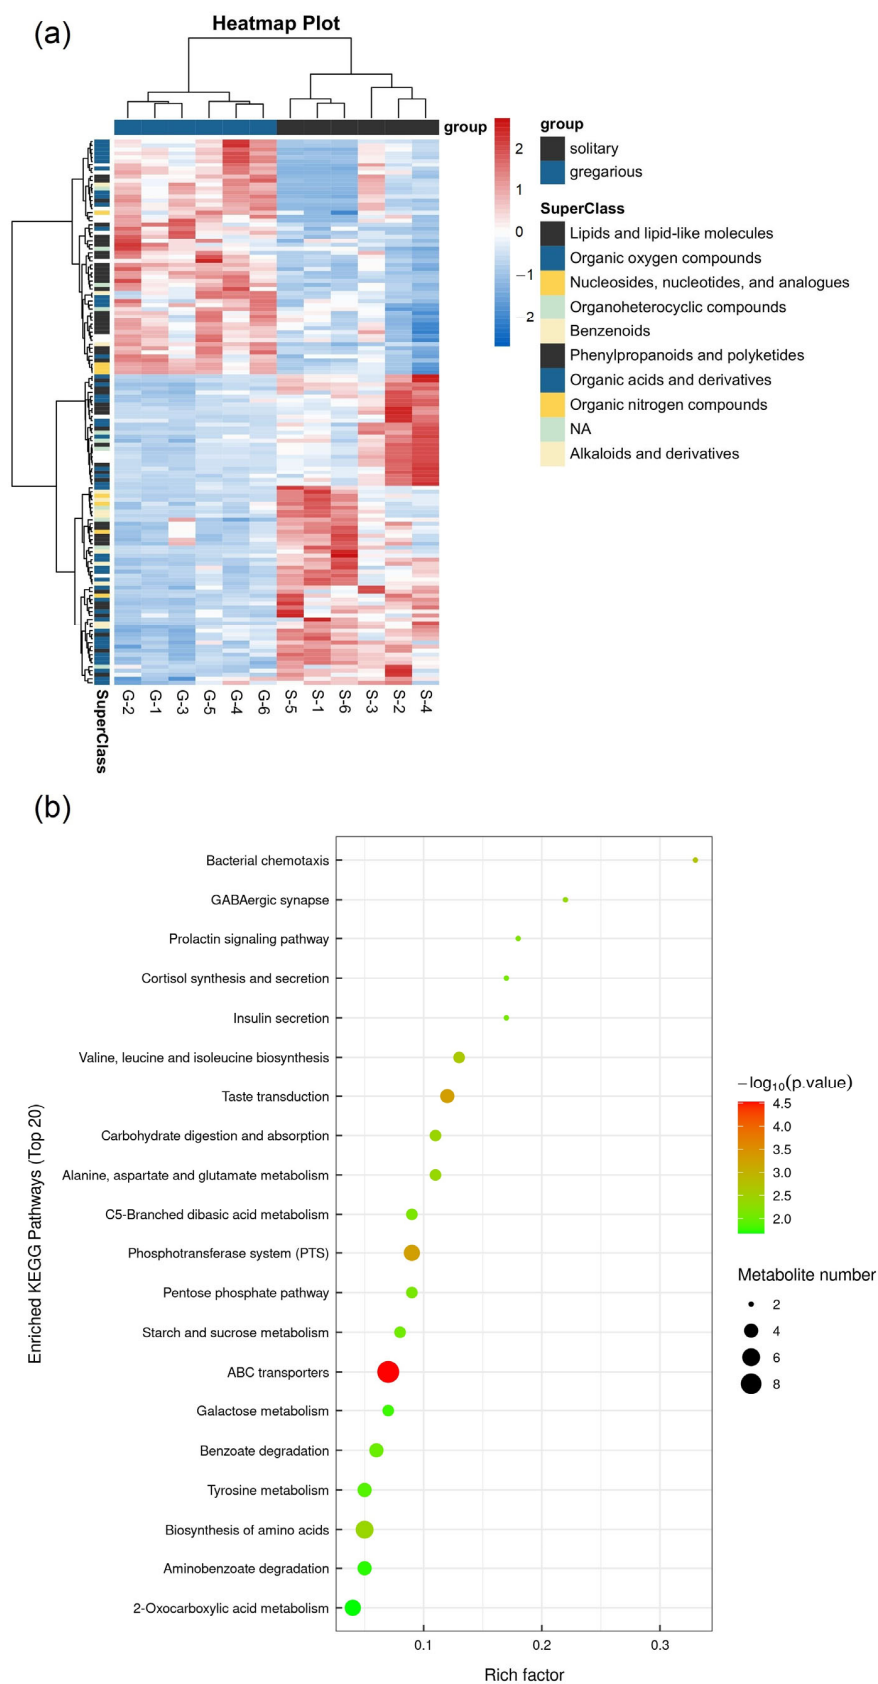 (a)
Heatmap Plot
group
2
1
0
−1
2
group
solitary
gregarious
SuperClass
Lipids and lipid-like molecules
Organic oxygen compounds
Nucleosides, nucleotides, and analogues
Organoheterocyclic compounds
Benzenoids
Phenylpropanoids and polyketides
Organic acids and derivatives
Organic nitrogen compounds
NA
Alkaloids and derivatives
SuperClass
G-2
G-1
G-3
G-5
G-4
G-6
S-5
S-1
S-6
S-3
S-2
S-4
(b)
Enriched KEGG Pathways (Top 20)
Bacterial chemotaxis
GABAergic synapse
Prolactin signaling pathway
Cortisol synthesis and secretion
Insulin secretion
Valine, leucine and isoleucine biosynthesis
Taste transduction
Carbohydrate digestion and absorption
Alanine, aspartate and glutamate metabolism
C5-Branched dibasic acid metabolism
Phosphotransferase system (PTS)
Pentose phosphate pathway
Starch and sucrose metabolism
ABC transporters
Galactose metabolism
Benzoate degradation
Tyrosine metabolism
Biosynthesis of amino acids
Aminobenzoate degradation
2-Oxocarboxylic acid metabolism
0.1
0.2
0.3
Rich factor
−log₁₀(p.value)
4.5
4.0
3.5
3.0
2.5
2.0
Metabolite number
2
4
6
8